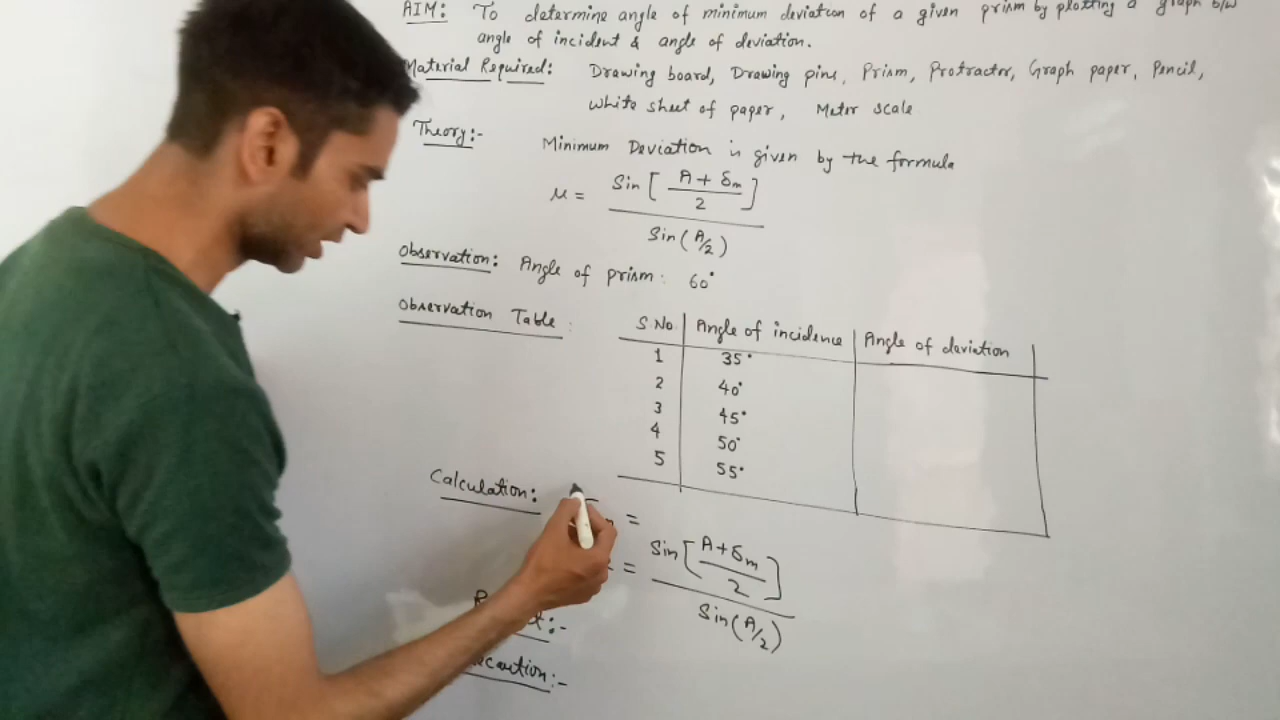 AIM: To determine angle of minimum deviation of a given prism by plotting a graph b/w
angle of incident & angle of deviation.
Material Required: Drawing board, Drawing pins, Prism, Protractor, Graph paper, Pencil,
White sheet of paper, Meter scale
Theory:- Minimum Deviation is given by the formula
μ = Sin[(A + δm)/2] / Sin(A/2)
Observation: Angle of prism: 60°
Observation Table:
S No. Angle of incidence Angle of deviation
1 35°
2 40°
3 45°
4 50°
5 55°
Calculation: =
= Sin[(A + δm)/2] / Sin(A/2)